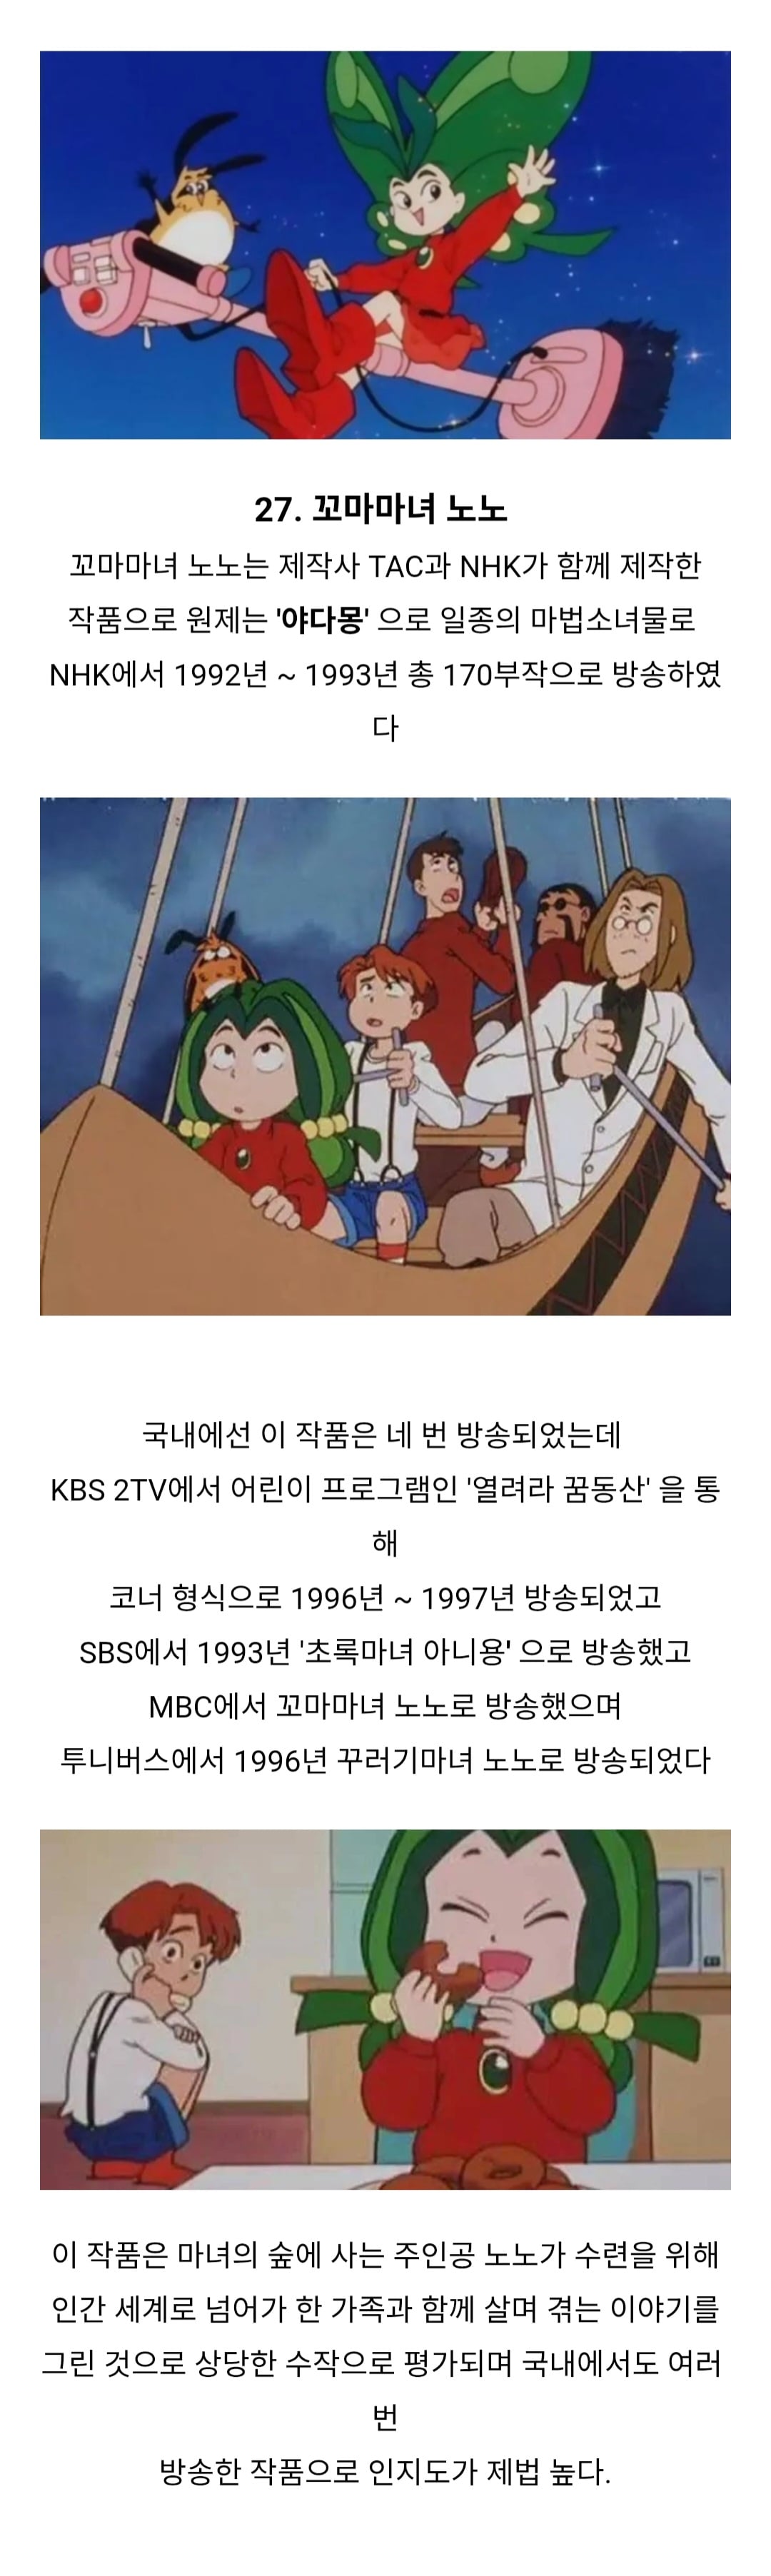 27. 꼬마마녀 노노
꼬마마녀 노노는 제작사 TAC과 NHK가 함께 제작한
작품으로 원제는 '야다몽' 으로 일종의 마법소녀물로
NHK에서 1992년 ~ 1993년 총 170부작으로 방송하였
다
국내에선 이 작품은 네 번 방송되었는데
KBS 2TV에서 어린이 프로그램인 '열려라 꿈동산' 을 통
해
코너 형식으로 1996년 ~ 1997년 방송되었고
SBS에서 1993년 '초록마녀 아니용' 으로 방송했고
MBC에서 꼬마마녀 노노로 방송했으며
투니버스에서 1996년 꾸러기마녀 노노로 방송되었다
이 작품은 마녀의 숲에 사는 주인공 노노가 수련을 위해
인간 세계로 넘어가 한 가족과 함께 살며 겪는 이야기를
그린 것으로 상당한 수작으로 평가되며 국내에서도 여러
번
방송한 작품으로 인지도가 제법 높다.